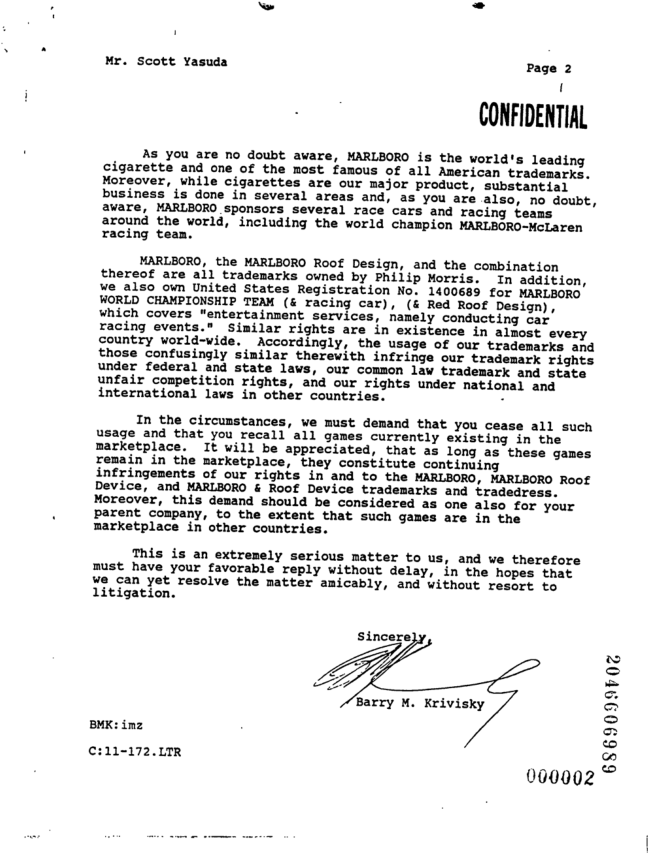 Mr. Scott Yasuda
Page 2
CONFIDENTIAL
As you are no doubt aware, MARLBORO is the world's leading
cigarette and one of the most famous of all American trademarks.
Moreover, while cigarettes are our major product, substantial
business is done in several areas and, as you are also, no doubt,
aware, MARLBORO sponsors several race cars and racing teams
around the world, including the world champion MARLBORO-McLaren
racing team.
MARLBORO, the MARLBORO Roof Design, and the combination
thereof are all trademarks owned by Philip Morris. In addition,
we also own United States Registration No. 1400689 for MARLBORO
WORLD CHAMPIONSHIP TEAM (& racing car), (& Red Roof Design),
which covers "entertainment services, namely conducting car
racing events." Similar rights are in existence in almost every
country world-wide. Accordingly, the usage of our trademarks and
those confusingly similar therewith infringe our trademark rights
under federal and state laws, our common law trademark and state
unfair competition rights, and our rights under national and
international laws in other countries.
In the circumstances, we must demand that you cease all such
usage and that you recall all games currently existing in the
marketplace. It will be appreciated, that as long as these games
remain in the marketplace, they constitute continuing
infringements of our rights in and to the MARLBORO, MARLBORO Roof
Device, and MARLBORO & Roof Device trademarks and tradedress.
Moreover, this demand should be considered as one also for your
parent company, to the extent that such games are in the
marketplace in other countries.
This is an extremely serious matter to us, and we therefore
must have your favorable reply without delay, in the hopes that
we can yet resolve the matter amicably, and without resort to
litigation.
Sincerely,
Barry M. Krivisky
BMK:imz
C:11-172.LTR
000002
2046606989